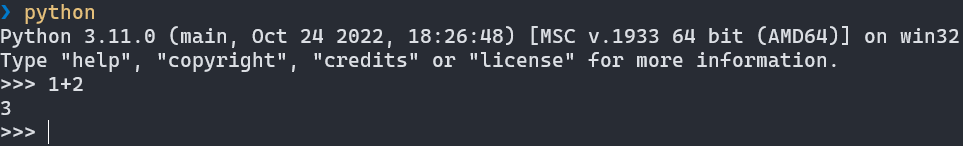 ❯ python
Python 3.11.0 (main, Oct 24 2022, 18:26:48) [MSC v.1933 64 bit (AMD64)] on win32
Type "help", "copyright", "credits" or "license" for more information.
>>> 1+2
3
>>>